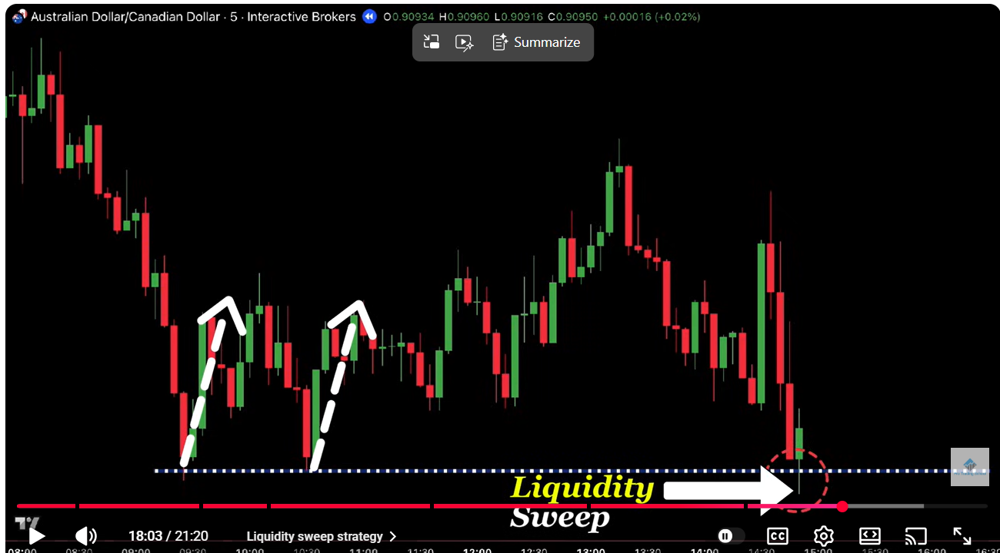 Australian Dollar/Canadian Dollar · 5 · Interactive Brokers O0.90934 H0.90960 L0.90916 C0.90950 +0.00016 (+0.02%)
Summarize
Liquidity
Sweep
18:03 / 21:20 Liquidity sweep strategy CC
08:00 08:30 09:00 09:30 10:00 10:30 11:00 11:30 12:00 12:30 13:00 13:30 14:00 14:30 15:00 15:30 16:00 16:30